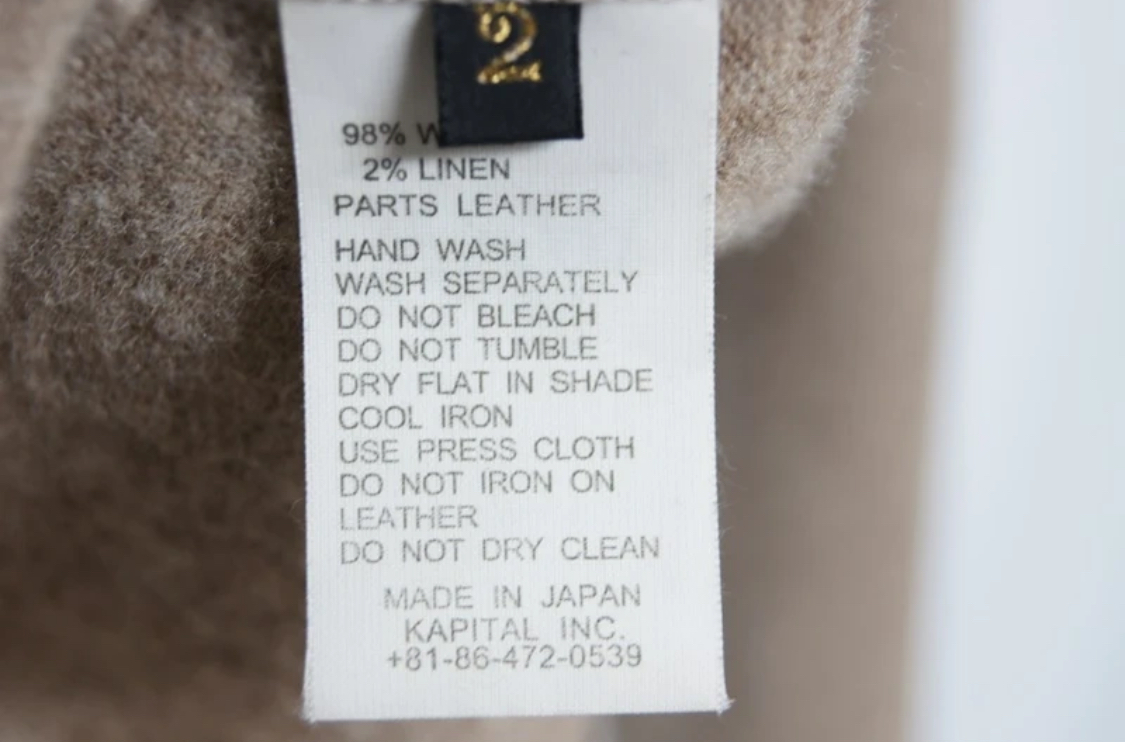 2
98% W
2% LINEN
PARTS LEATHER
HAND WASH
WASH SEPARATELY
DO NOT BLEACH
DO NOT TUMBLE
DRY FLAT IN SHADE
COOL IRON
USE PRESS CLOTH
DO NOT IRON ON
LEATHER
DO NOT DRY CLEAN
MADE IN JAPAN
KAPITAL INC.
+81-86-472-0539